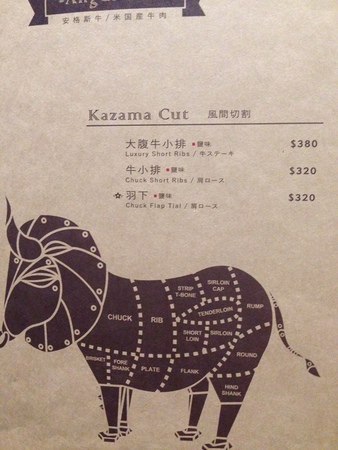 安格斯牛 / 米国産牛肉
Kazama Cut 風間切割
大腹牛小排 •鹽味 $380
Luxury Short Ribs / 牛ステーキ
牛小排 •鹽味 $320
Chuck Short Ribs / 肩ロース
☆ 羽下 •鹽味 $320
Chuck Flap Tial / 肩ロース
STRIP T-BONE
SIRLOIN CAP
CHUCK
RIB
TENDERLOIN
RUMP
SHORT LOIN
SIRLOIN
BRISKET
FORE SHANK
PLATE
FLANK
ROUND
HIND SHANK